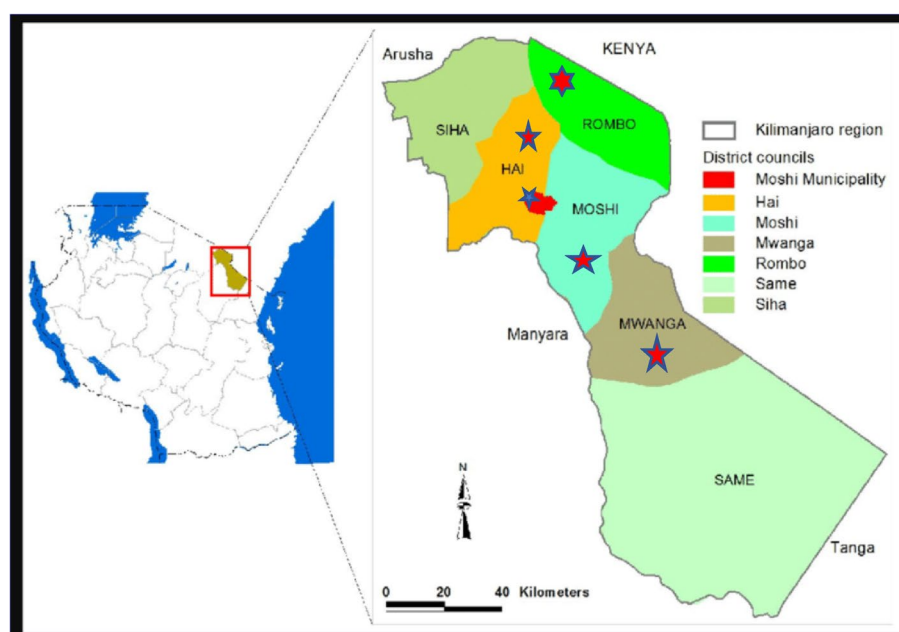 Arusha
KENYA
SIHA
ROMBO
HAI
MOSHI
Manyara
MWANGA
SAME
Tanga
Kilimanjaro region
District councils
Moshi Municipality
Hai
Moshi
Mwanga
Rombo
Same
Siha
N
0 20 40 Kilometers